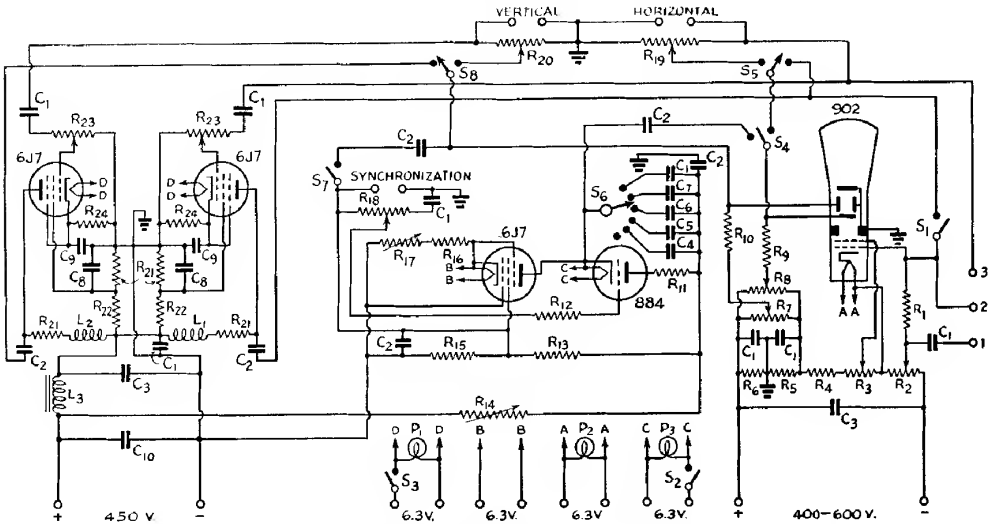 VERTICAL HORIZONTAL
R20 R19
S8 S5
C1 C1 902
R23 R23 C2 S4
6J7 6J7 C2
S7 SYNCHRONIZATION S6 C1 C2
D D D D R18 C1 C7 C6 C5 C4 S1
R24 R24 R10 R9
C9 C9 R17 R16 6J7 884 R11 R8 3
C8 R21 C8 B B C C R12 R7 A A R1 2
R22 R22 C1 C1 C1 1
R21 L2 L1 R21 C2 R15 R13 R6 R5 R4 R3 R2
C2 C1 C2
L3 C3 R14 C3
C10 D P1 D B B A P2 A C P3 C
S3 S2
+ 450 V. - 6.3V. 6.3V. 6.3V. 6.3V. + 400-600 V. -